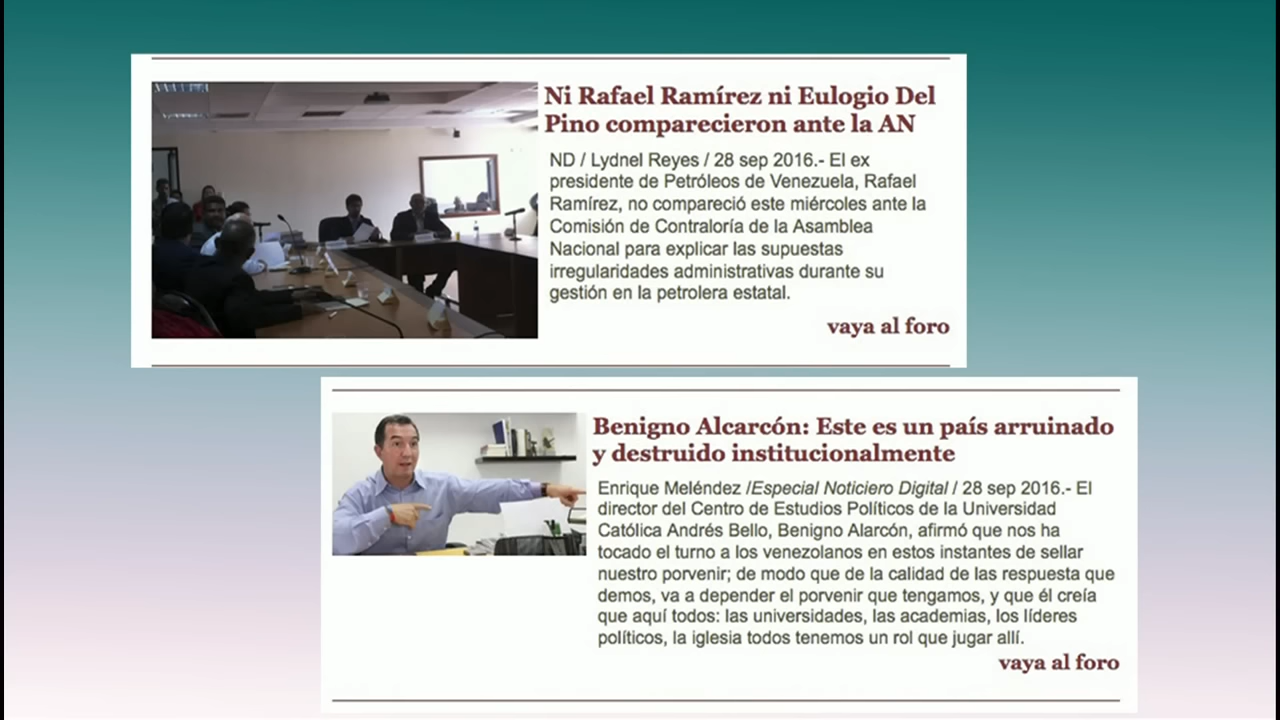 Ni Rafael Ramírez ni Eulogio Del
Pino comparecieron ante la AN
ND / Lydnel Reyes / 28 sep 2016.- El ex
presidente de Petróleos de Venezuela, Rafael
Ramírez, no compareció este miércoles ante la
Comisión de Contraloría de la Asamblea
Nacional para explicar las supuestas
irregularidades administrativas durante su
gestión en la petrolera estatal.
vaya al foro
Benigno Alcarcón: Este es un país arruinado
y destruido institucionalmente
Enrique Meléndez /Especial Noticiero Digital / 28 sep 2016.- El
director del Centro de Estudios Políticos de la Universidad
Católica Andrés Bello, Benigno Alarcón, afirmó que nos ha
tocado el turno a los venezolanos en estos instantes de sellar
nuestro porvenir; de modo que de la calidad de las respuesta que
demos, va a depender el porvenir que tengamos, y que él creía
que aquí todos: las universidades, las academias, los líderes
políticos, la iglesia todos tenemos un rol que jugar allí.
vaya al foro